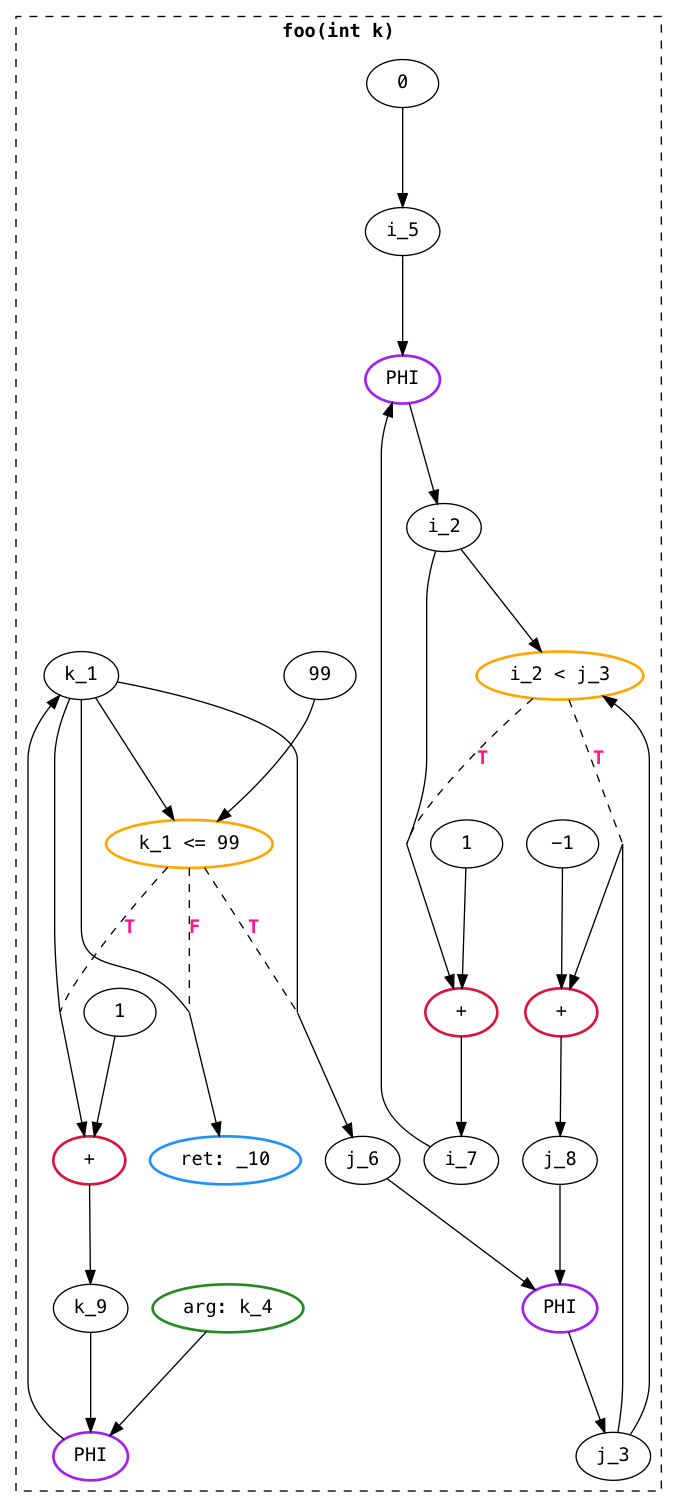 foo(int k)
0
i_5
PHI
i_2
k_1
99
i_2 < j_3
T
T
k_1 <= 99
1
−1
T
F
T
1
+
+
+
ret: _10
j_6
i_7
j_8
k_9
arg: k_4
PHI
PHI
j_3